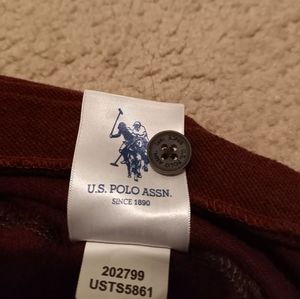 U.S. POLO ASSN.
SINCE 1890
202799
USTS5861